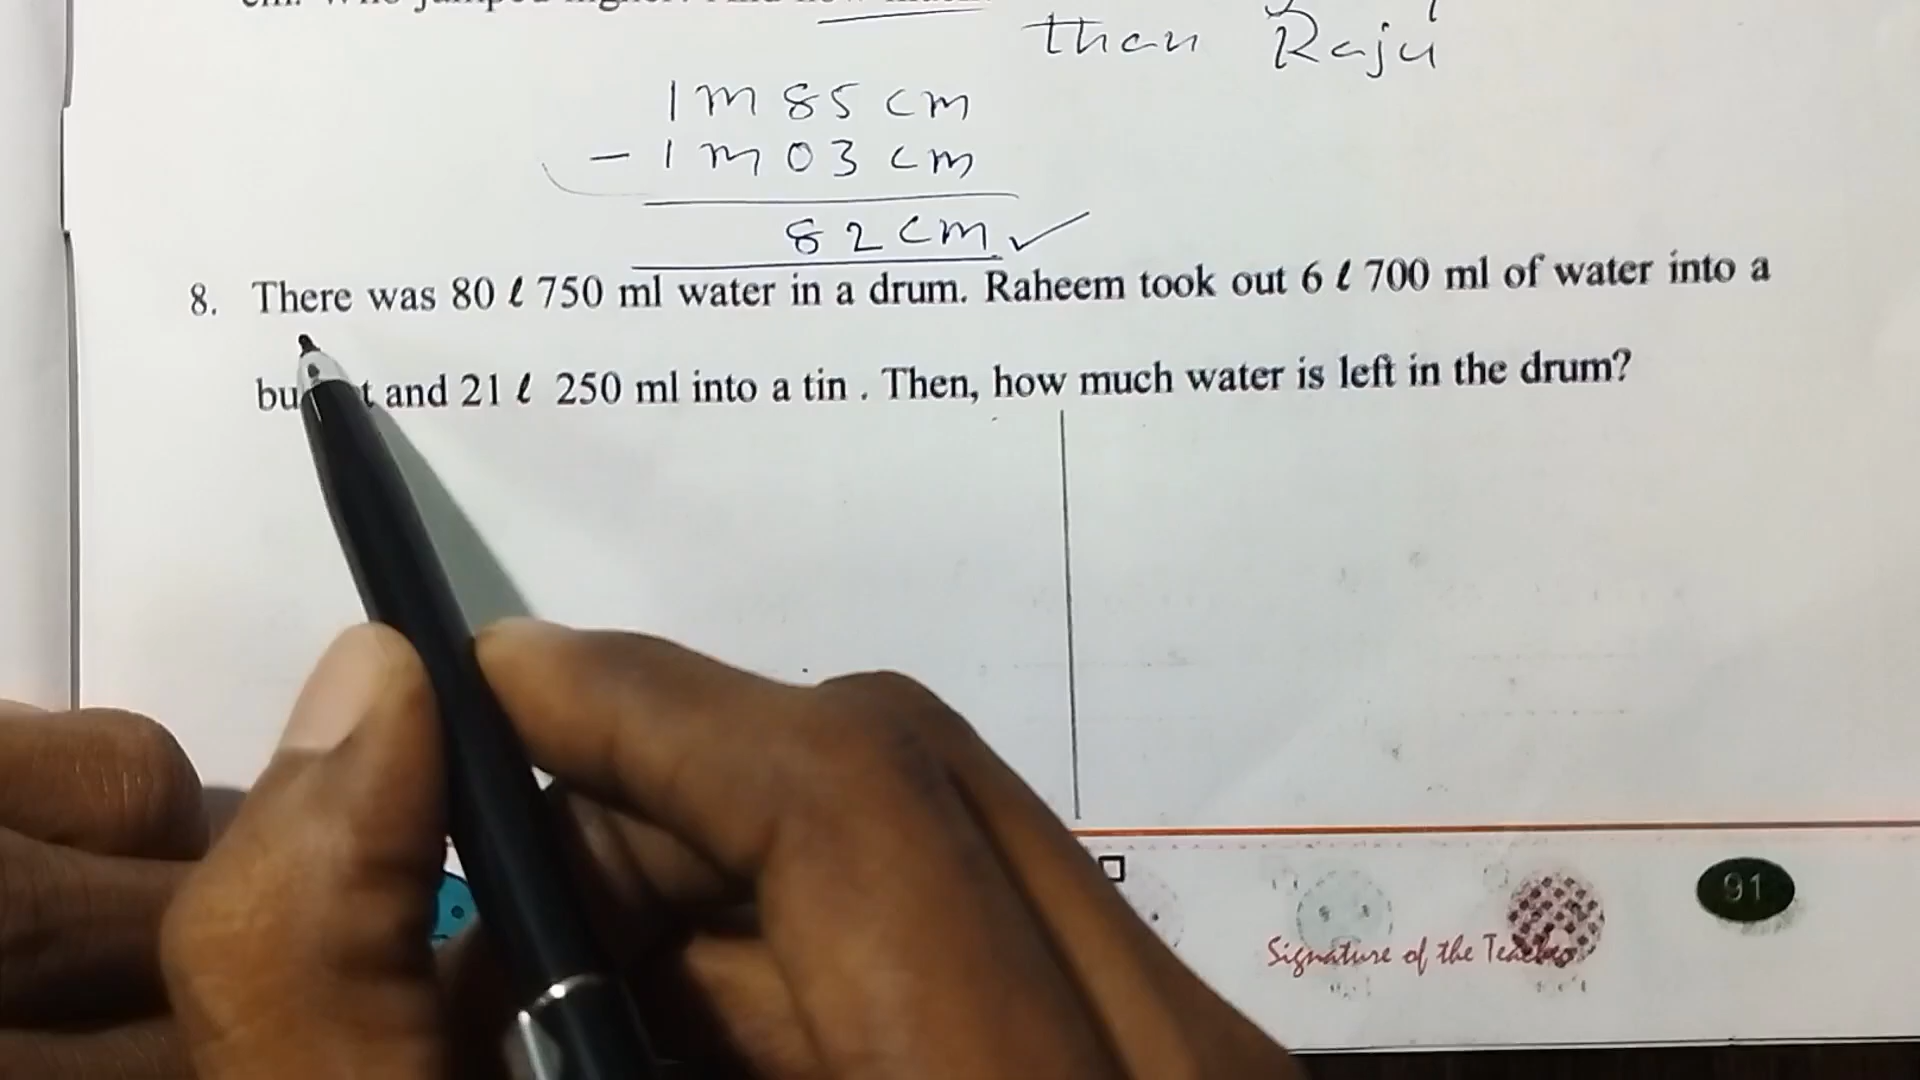 than Raju
1m 85 cm
- 1m 03 cm
82 cm
8. There was 80 ℓ 750 ml water in a drum. Raheem took out 6 ℓ 700 ml of water into a
and 21 ℓ 250 ml into a tin . Then, how much water is left in the drum?
91
Signature of the Teacher